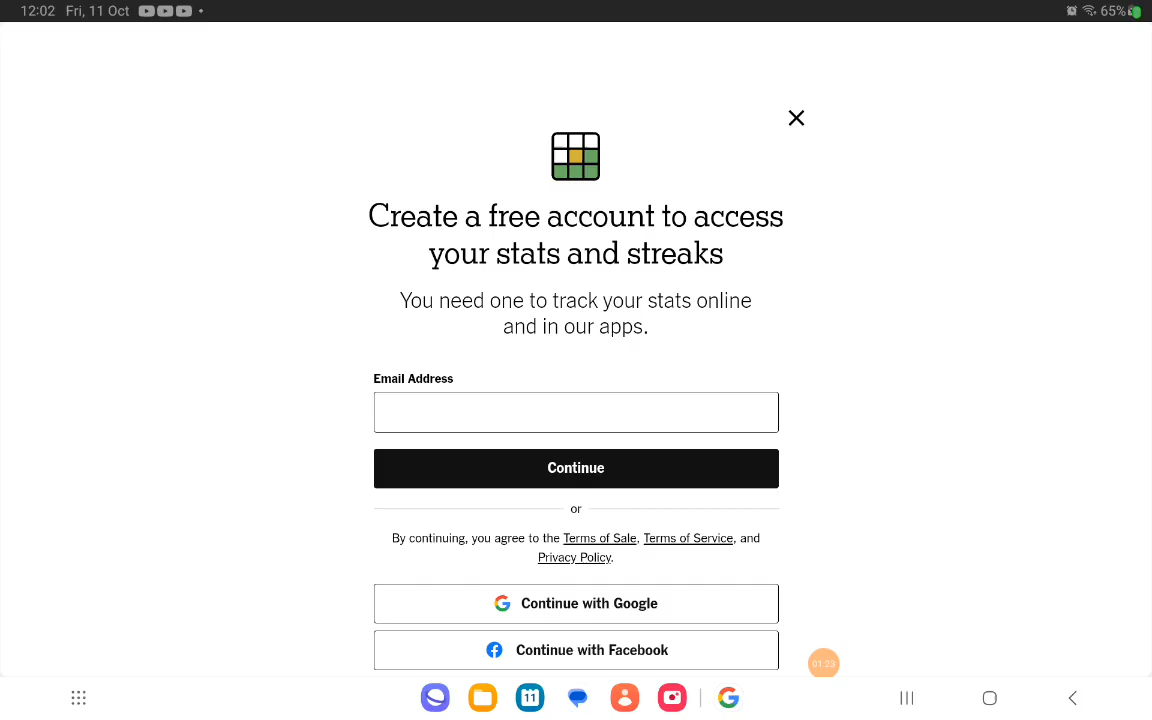 12:02 Fri, 11 Oct
65%
Create a free account to access
your stats and streaks
You need one to track your stats online
and in our apps.
Email Address
Continue
or
By continuing, you agree to the Terms of Sale, Terms of Service, and
Privacy Policy.
Continue with Google
Continue with Facebook
01:23
11